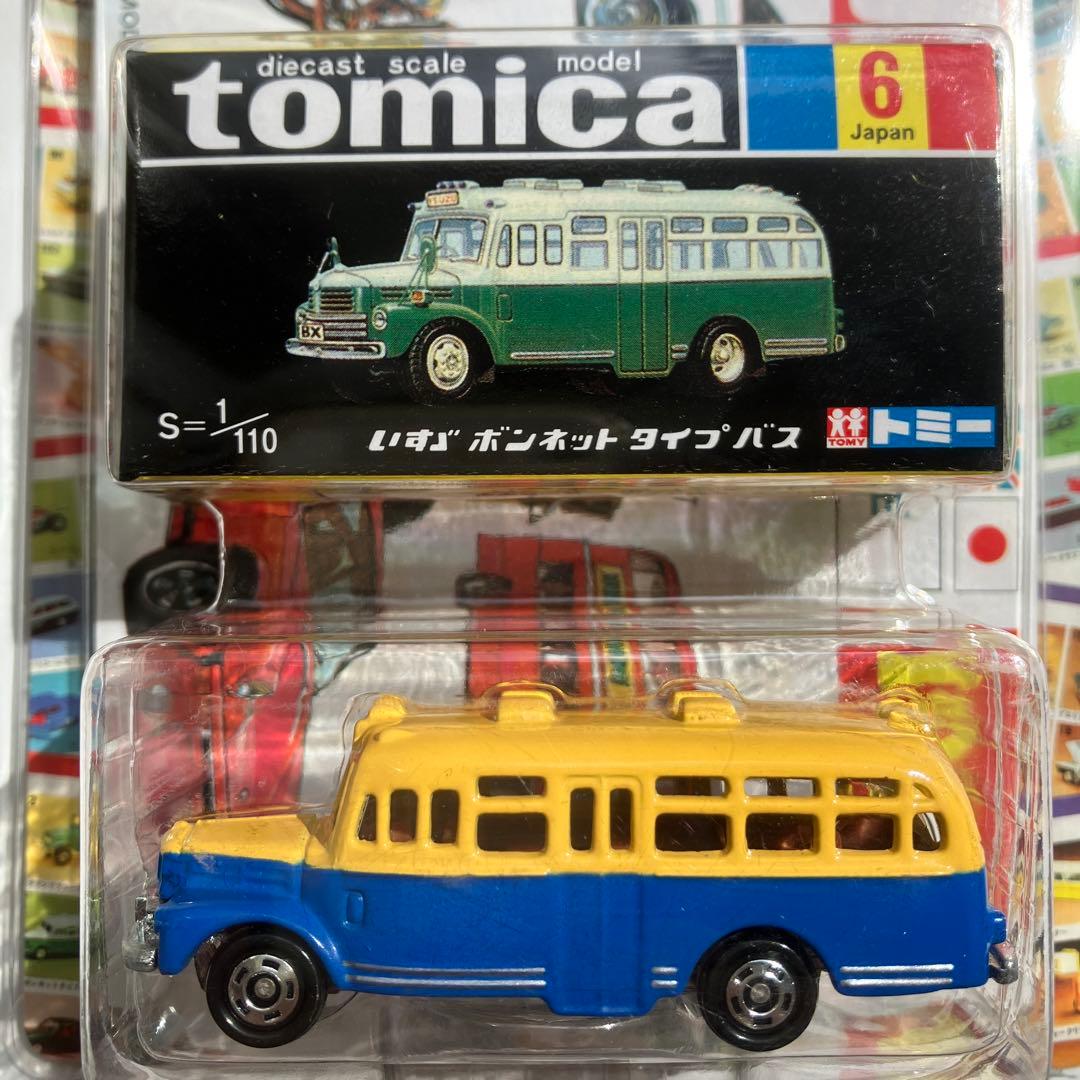 diecast scale model
tomica
6
Japan
ISUZU
BX
S=1/110
いすゞ ボンネット タイプ バス
TOMY
トミー